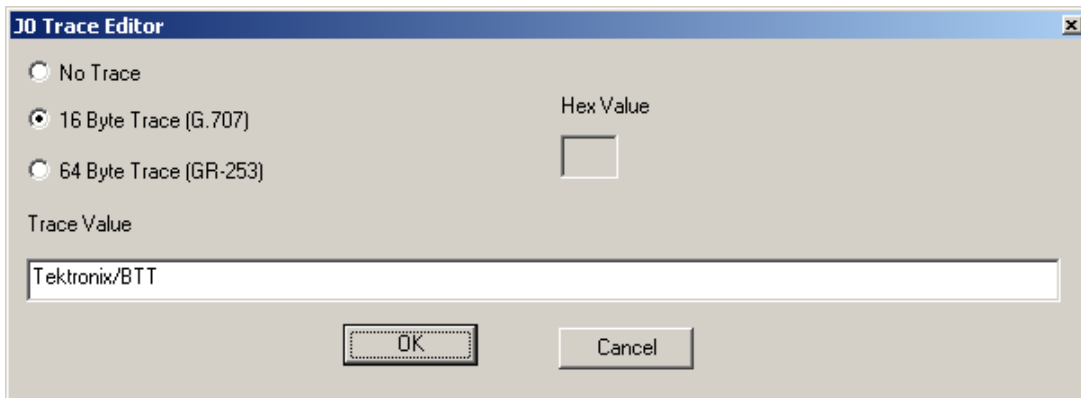 J0 Trace Editor
No Trace
16 Byte Trace (G.707)
Hex Value
64 Byte Trace (GR-253)
Trace Value
Tektronix/BTT
OK
Cancel